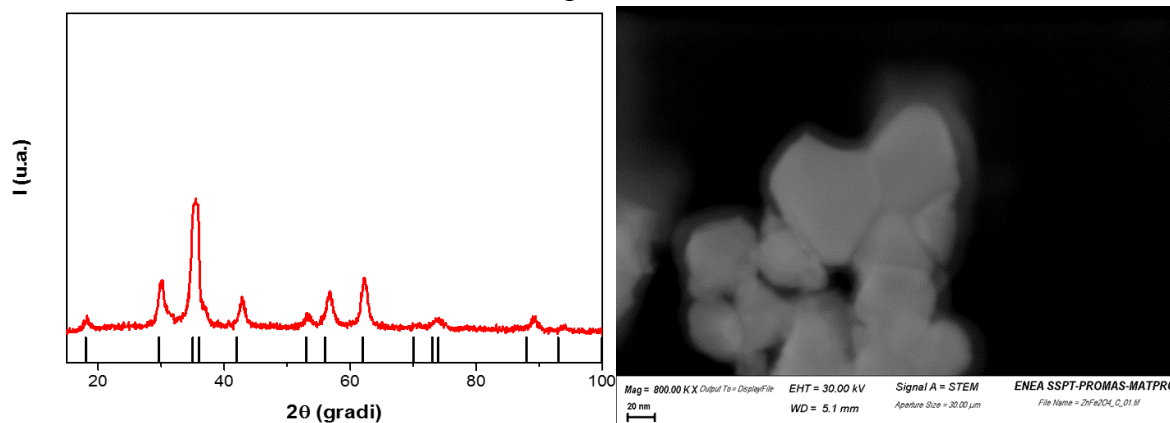 I (u.a.)
20
40
60
80
100
2θ (gradi)
Mag = 800.00 K X Output To = Display/File EHT = 30.00 kV Signal A = STEM ENEA SSPT-PROMAS-MATPRO
20 nm WD = 5.1 mm Aperture Size = 30.00 µm File Name = ZnFe2O4_C_01.tif